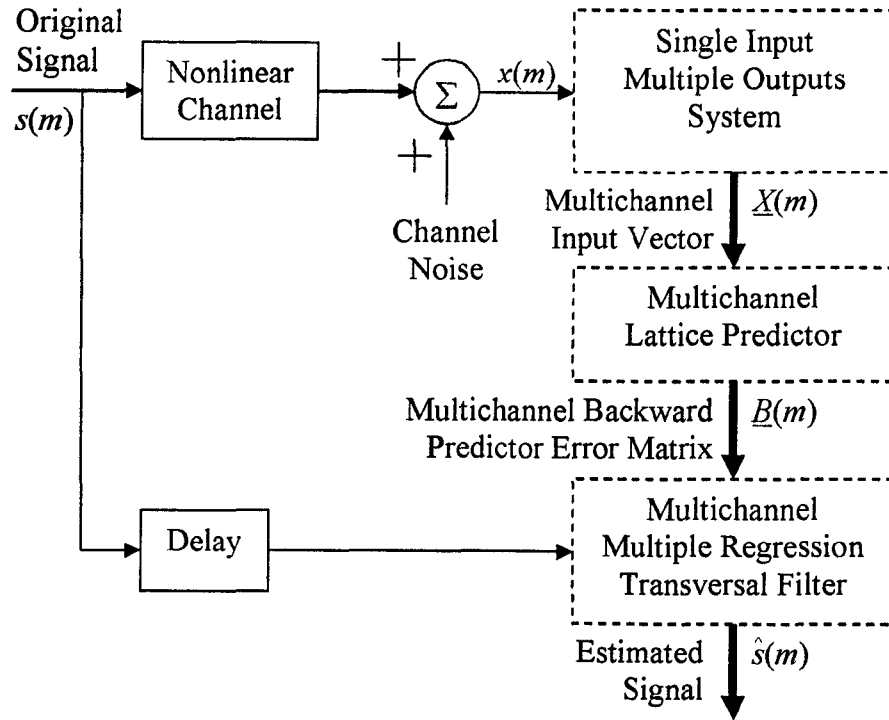 Original
Signal
s(m)
Nonlinear
Channel
+
Σ
+
Channel
Noise
x(m)
Single Input
Multiple Outputs
System
Multichannel
Input Vector
X(m)
Multichannel
Lattice Predictor
Multichannel Backward
Predictor Error Matrix
B(m)
Delay
Multichannel
Multiple Regression
Transversal Filter
Estimated
Signal
ŝ(m)